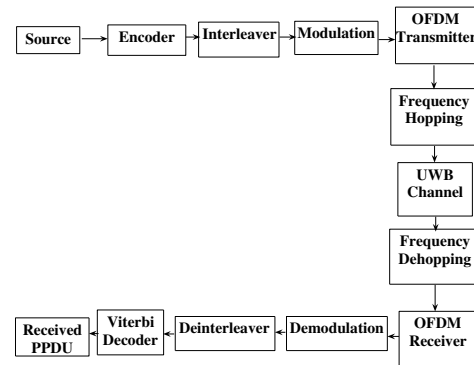 Source
Encoder
Interleaver
Modulation
OFDM
Transmitter
Frequency
Hopping
UWB
Channel
Frequency
Dehopping
OFDM
Receiver
Demodulation
Deinterleaver
Viterbi
Decoder
Received
PPDU